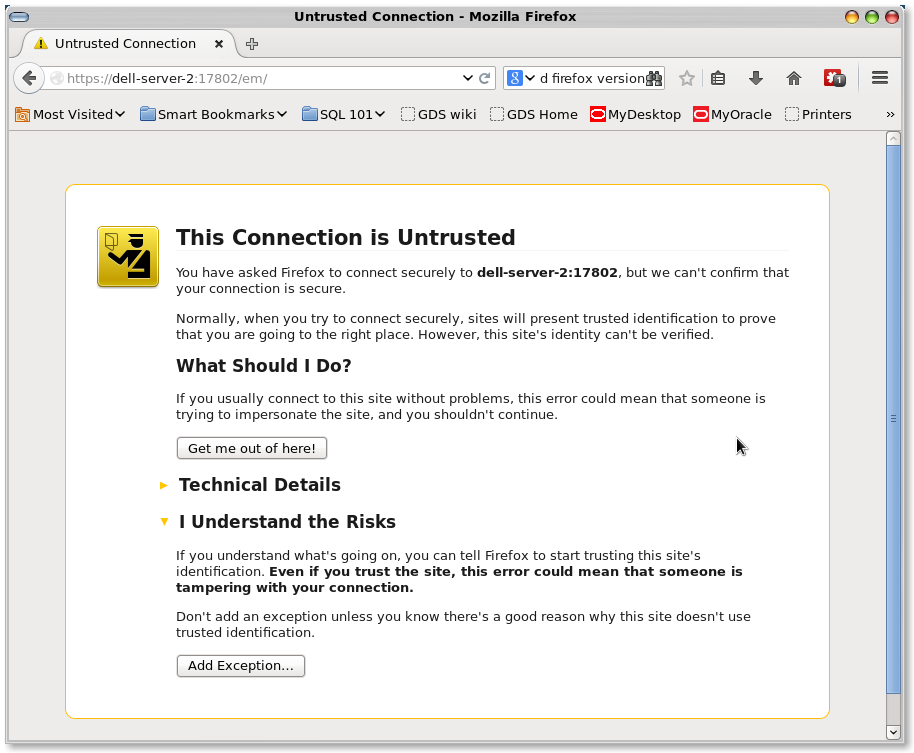 Untrusted Connection - Mozilla Firefox
Untrusted Connection
https://dell-server-2:17802/em/
8 d firefox version
1
Most Visited Smart Bookmarks SQL 101 GDS wiki GDS Home MyDesktop MyOracle Printers »
This Connection is Untrusted
You have asked Firefox to connect securely to dell-server-2:17802, but we can't confirm that
your connection is secure.
Normally, when you try to connect securely, sites will present trusted identification to prove
that you are going to the right place. However, this site's identity can't be verified.
What Should I Do?
If you usually connect to this site without problems, this error could mean that someone is
trying to impersonate the site, and you shouldn't continue.
Get me out of here!
Technical Details
I Understand the Risks
If you understand what's going on, you can tell Firefox to start trusting this site's
identification. Even if you trust the site, this error could mean that someone is
tampering with your connection.
Don't add an exception unless you know there's a good reason why this site doesn't use
trusted identification.
Add Exception...